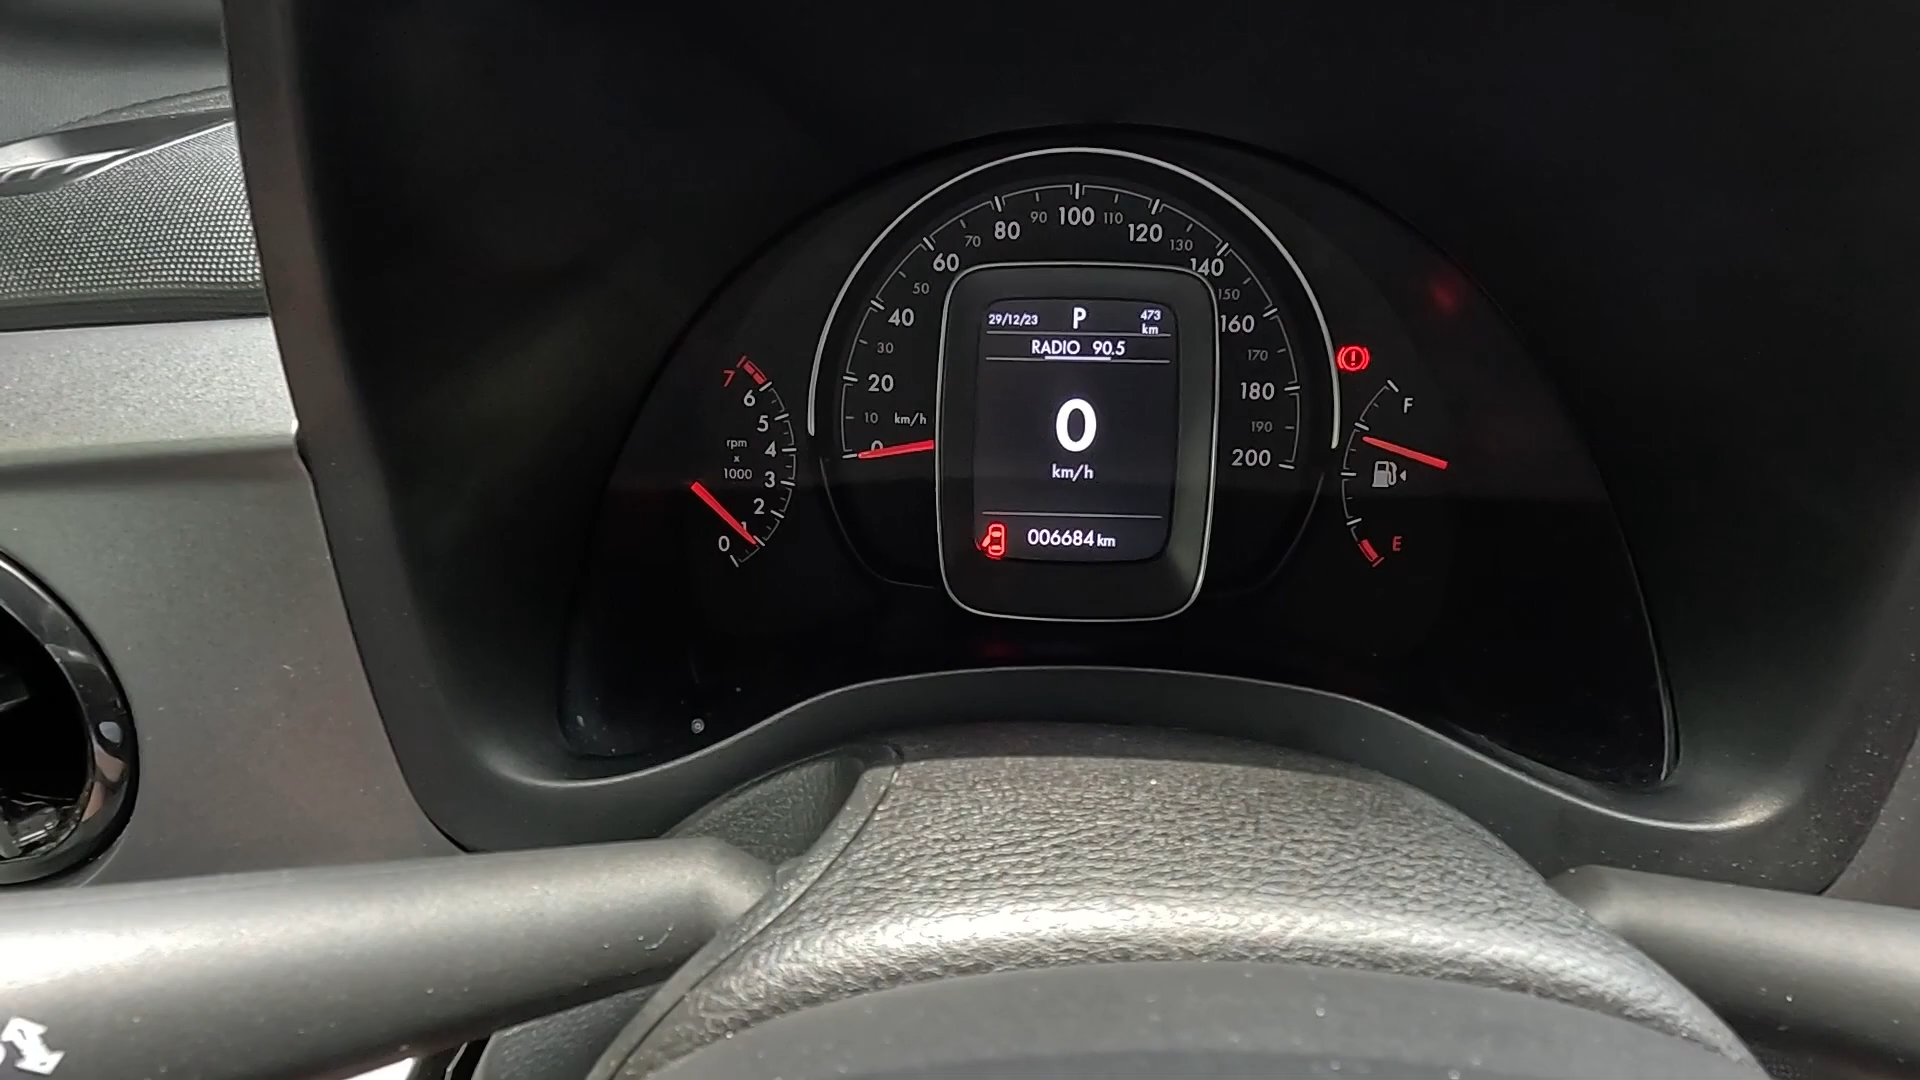 29/12/23 P 473 km
RADIO 90.5
0
km/h
006684 km
0 10 20 30 40 50 60 70 80 90 100 110 120 130 140 150 160 170 180 190 200
km/h
0 1 2 3 4 5 6 7
rpm
x
1000
F
E